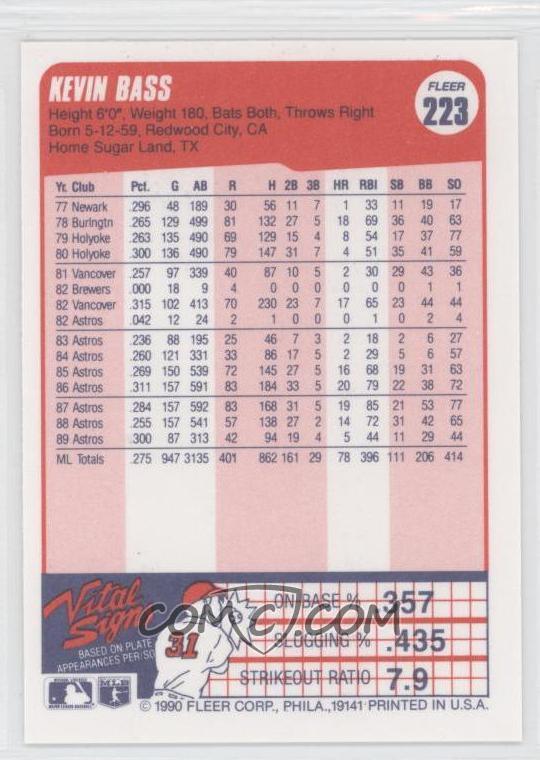 KEVIN BASS
FLEER
223
Height 6'0", Weight 180, Bats Both, Throws Right
Born 5-12-59, Redwood City, CA
Home Sugar Land, TX
Yr. Club Pct. G AB R H 2B 3B HR RBI SB BB SO
77 Newark .296 48 189 30 56 11 7 1 33 11 19 17
78 Burlngtn .265 129 499 81 132 27 5 18 69 36 40 63
79 Holyoke .263 135 490 69 129 15 4 8 54 17 37 77
80 Holyoke .300 136 490 79 147 31 7 4 51 35 41 59
81 Vancover .257 97 339 40 87 10 5 2 30 29 43 36
82 Brewers .000 18 9 4 0 0 0 0 0 0 1 1
82 Vancover .315 102 413 70 230 23 7 17 65 23 44 44
82 Astros .042 12 24 2 1 0 0 0 1 0 2 4
83 Astros .236 88 195 25 46 7 3 2 18 2 6 27
84 Astros .260 121 331 33 86 17 5 2 29 5 6 57
85 Astros .269 150 539 72 145 27 5 16 68 19 31 63
86 Astros .311 157 591 83 184 33 5 20 79 22 38 72
87 Astros .284 157 592 83 168 31 5 19 85 21 53 77
88 Astros .255 157 541 57 138 27 2 14 72 31 42 65
89 Astros .300 87 313 42 94 19 4 5 44 11 29 44
ML Totals .275 947 3135 401 862 161 29 78 396 111 206 414
Vital
Sign
BASED ON PLATE
APPEARANCES PER/SO
31
ON BASE % .357
SLUGGING % .435
STRIKEOUT RATIO 7.9
COMC.COM
MLB
© 1990 FLEER CORP., PHILA.,19141 PRINTED IN U.S.A.